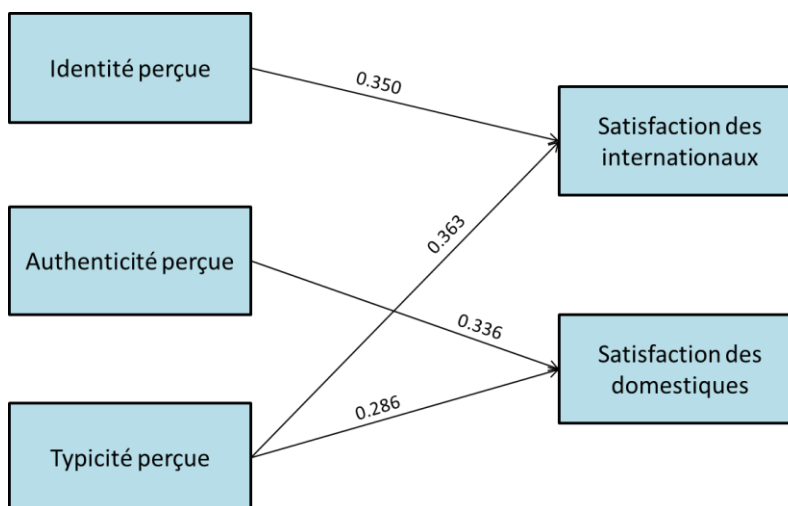 Identité perçue
0.350
Satisfaction des
internationaux
Authenticité perçue
0.363
0.336
Satisfaction des
domestiques
0.286
Typicité perçue